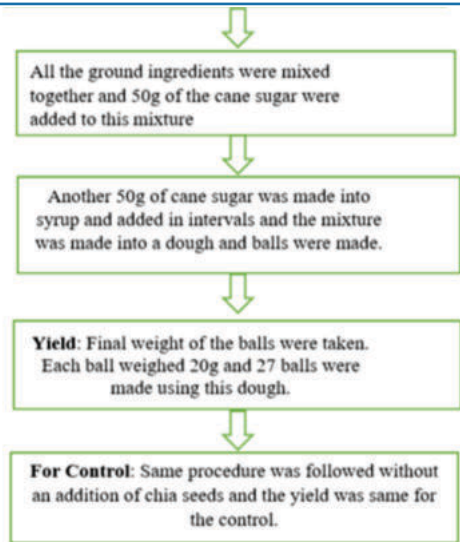 All the ground ingredients were mixed
together and 50g of the cane sugar were
added to this mixture
Another 50g of cane sugar was made into
syrup and added in intervals and the mixture
was made into a dough and balls were made.
Yield: Final weight of the balls were taken.
Each ball weighed 20g and 27 balls were
made using this dough.
For Control: Same procedure was followed without
an addition of chia seeds and the yield was same for
the control.